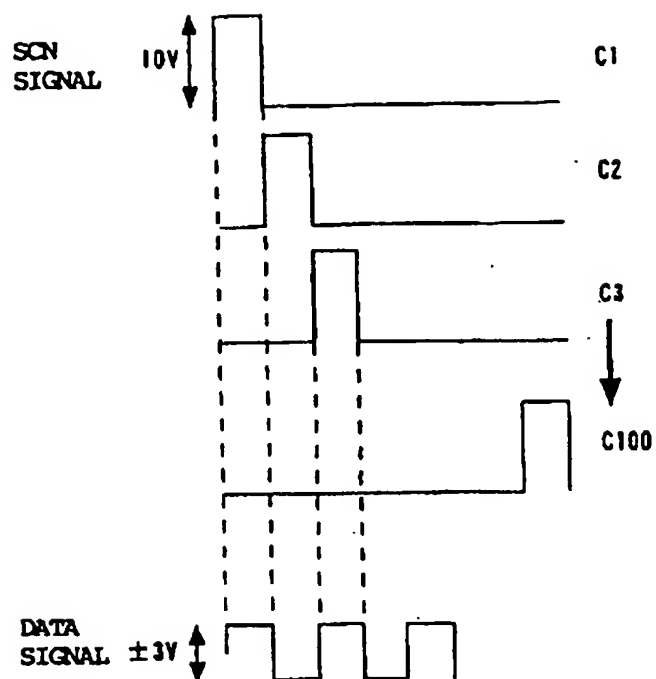 SCN
SIGNAL
10V
C1
C2
C3
C100
DATA
SIGNAL
±3V